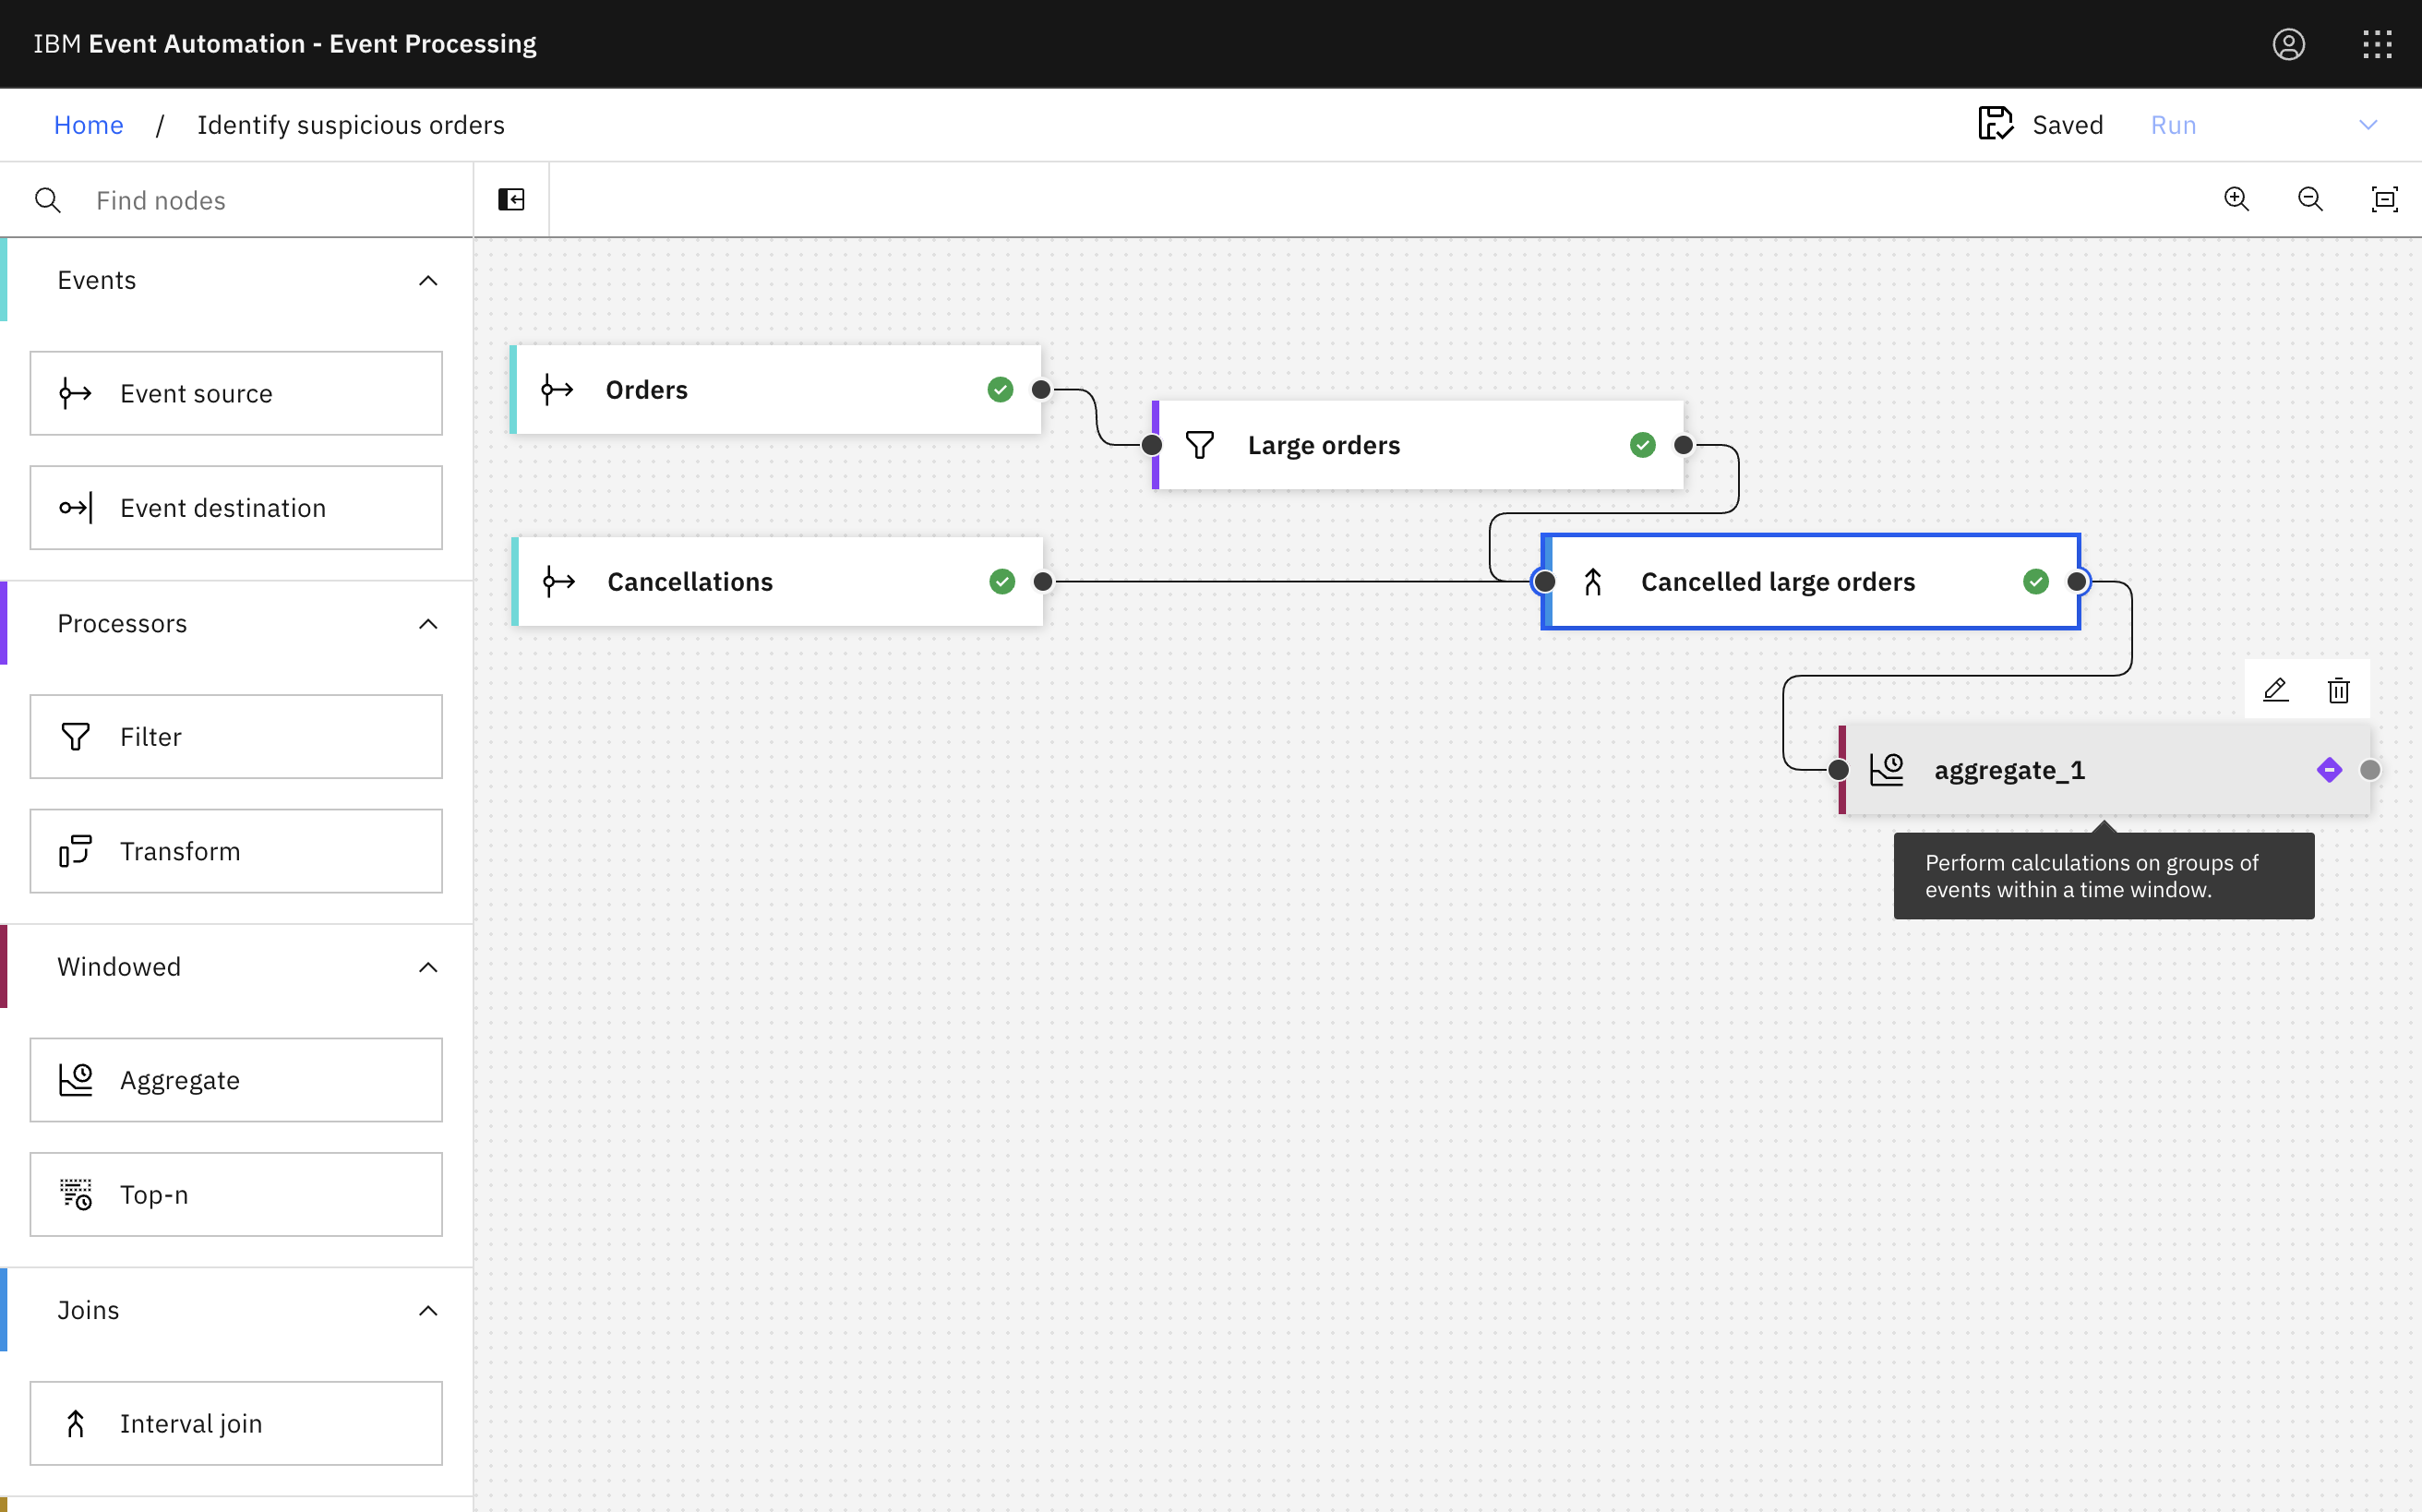 IBM Event Automation - Event Processing
Home / Identify suspicious orders
Saved
Run
Find nodes
Events
Event source
Event destination
Processors
Filter
Transform
Windowed
Aggregate
Top-n
Joins
Interval join
Orders
Large orders
Cancellations
Cancelled large orders
aggregate_1
Perform calculations on groups of
events within a time window.